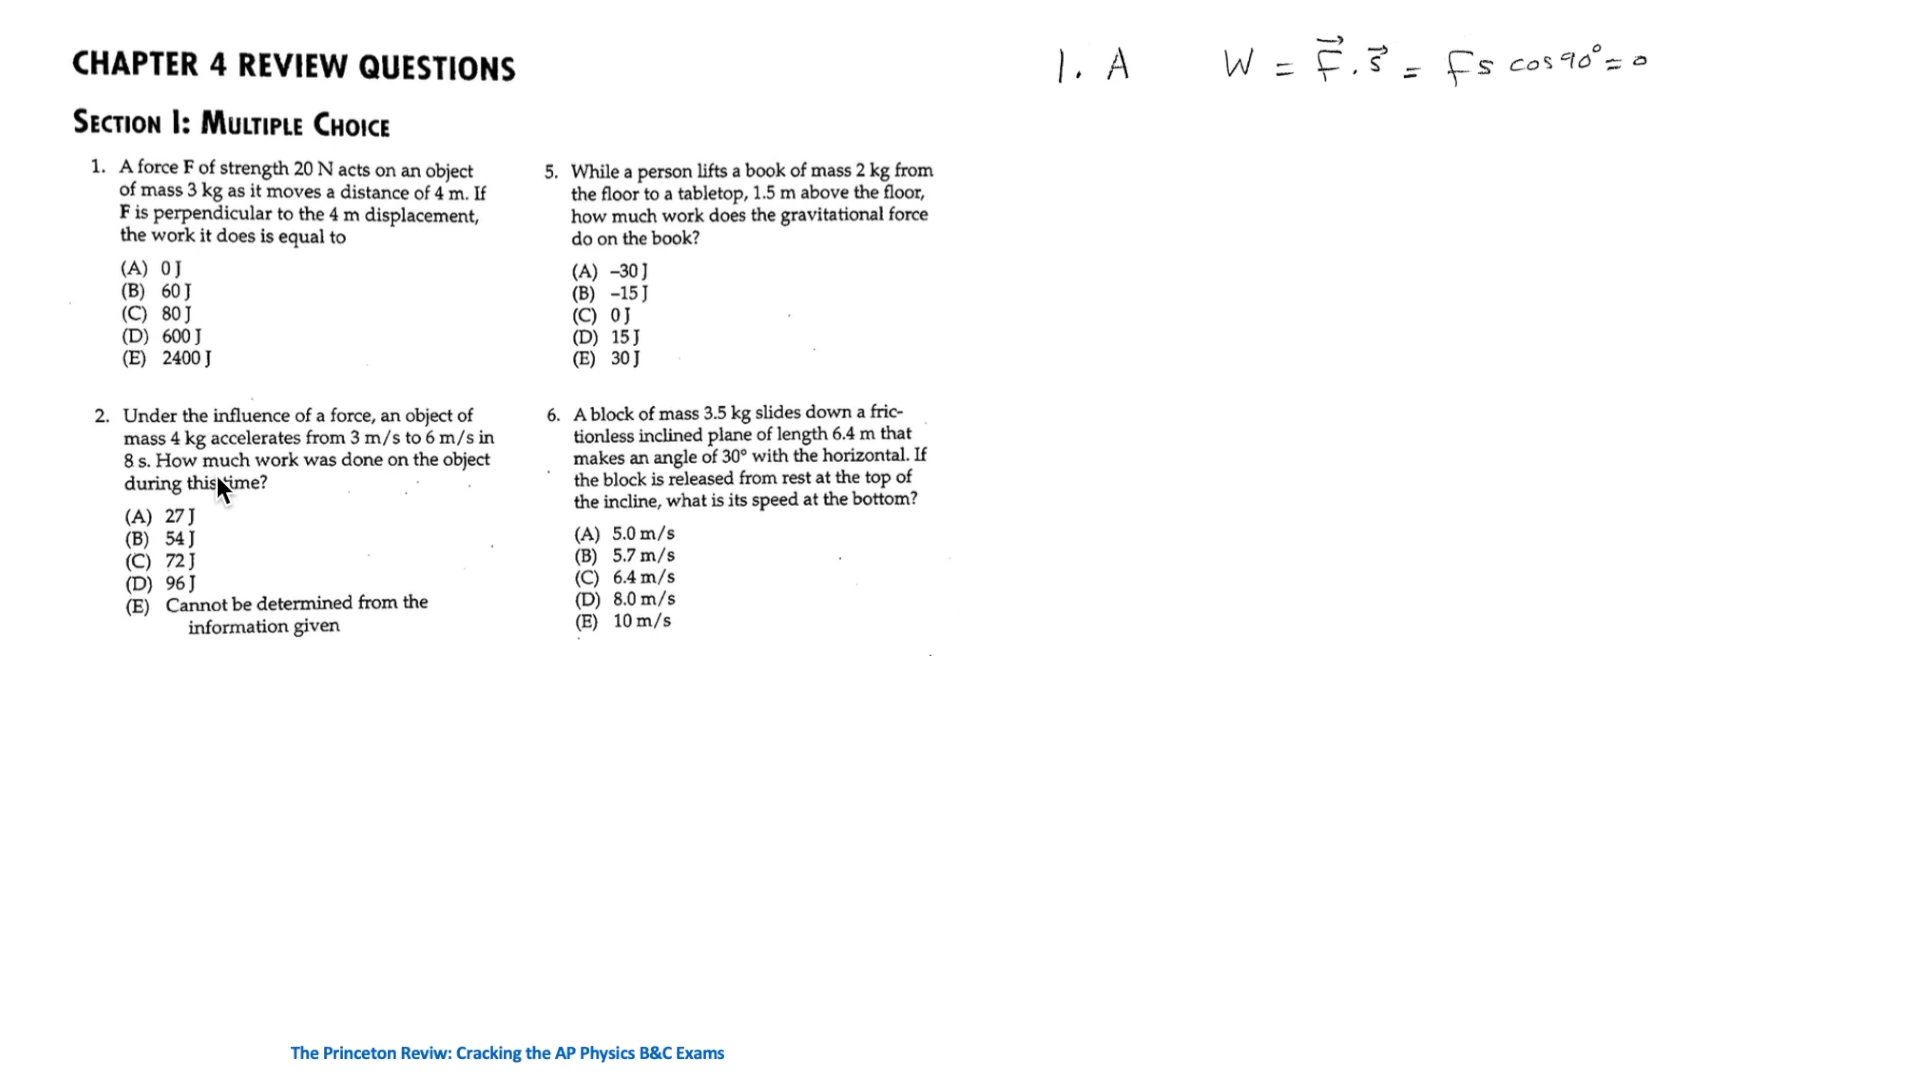 CHAPTER 4 REVIEW QUESTIONS
SECTION I: MULTIPLE CHOICE
1. A force F of strength 20 N acts on an object
of mass 3 kg as it moves a distance of 4 m. If
F is perpendicular to the 4 m displacement,
the work it does is equal to
(A) 0 J
(B) 60 J
(C) 80 J
(D) 600 J
(E) 2400 J
2. Under the influence of a force, an object of
mass 4 kg accelerates from 3 m/s to 6 m/s in
8 s. How much work was done on the object
during this time?
(A) 27 J
(B) 54 J
(C) 72 J
(D) 96 J
(E) Cannot be determined from the
information given
5. While a person lifts a book of mass 2 kg from
the floor to a tabletop, 1.5 m above the floor,
how much work does the gravitational force
do on the book?
(A) –30 J
(B) –15 J
(C) 0 J
(D) 15 J
(E) 30 J
6. A block of mass 3.5 kg slides down a fric-
tionless inclined plane of length 6.4 m that
makes an angle of 30° with the horizontal. If
the block is released from rest at the top of
the incline, what is its speed at the bottom?
(A) 5.0 m/s
(B) 5.7 m/s
(C) 6.4 m/s
(D) 8.0 m/s
(E) 10 m/s
1. A W = F⃗ . s⃗ = Fs cos 90° = 0
The Princeton Reviw: Cracking the AP Physics B&C Exams